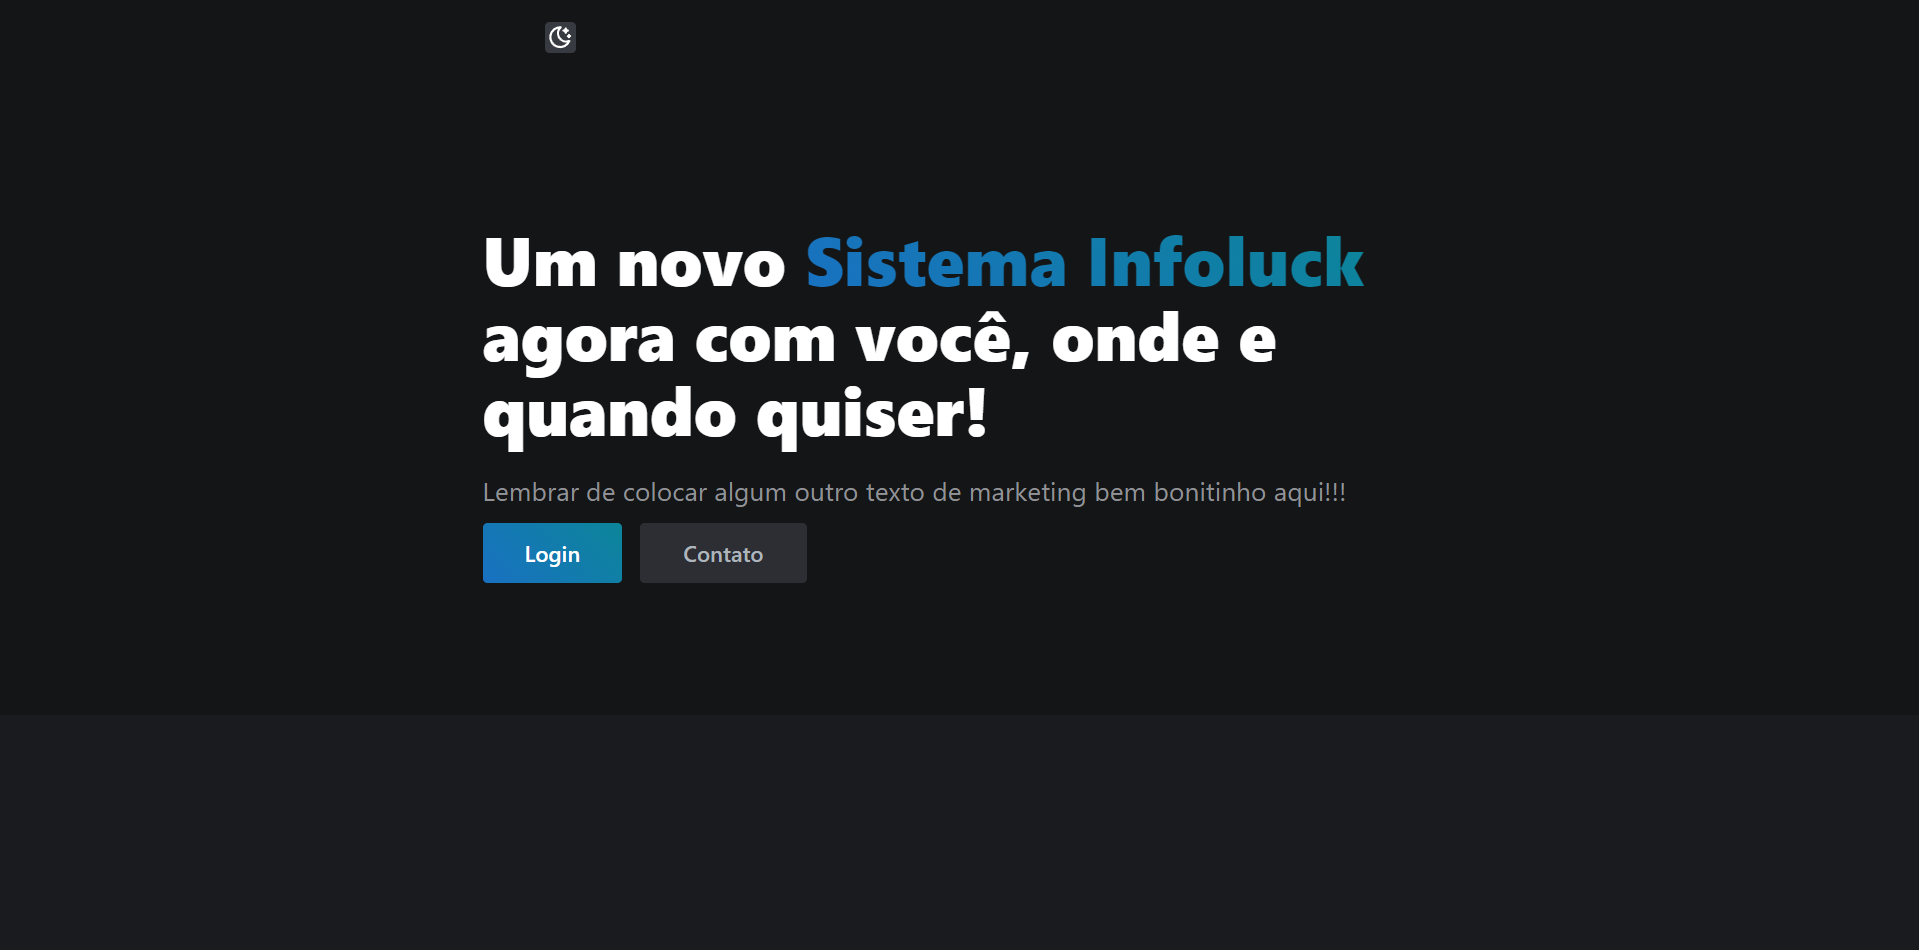 Um novo Sistema Infoluck
agora com você, onde e
quando quiser!
Lembrar de colocar algum outro texto de marketing bem bonitinho aqui!!!
Login
Contato